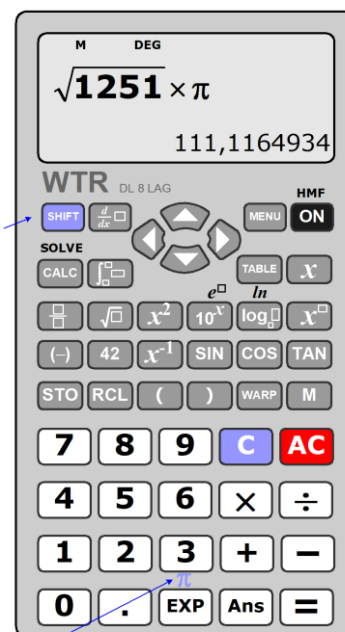 M DEG
√1251 × π
111,1164934
WTR DL 8 LAG
HMF
SHIFT d/dx□ MENU ON
SOLVE
CALC ∫□ TABLE x
e□ ln
√□ x² 10ˣ log□□ x□
(−) 42 x⁻¹ SIN COS TAN
STO RCL ( ) WARP M
7 8 9 C AC
4 5 6 × ÷
1 2 3 + −
π
0 . EXP Ans =